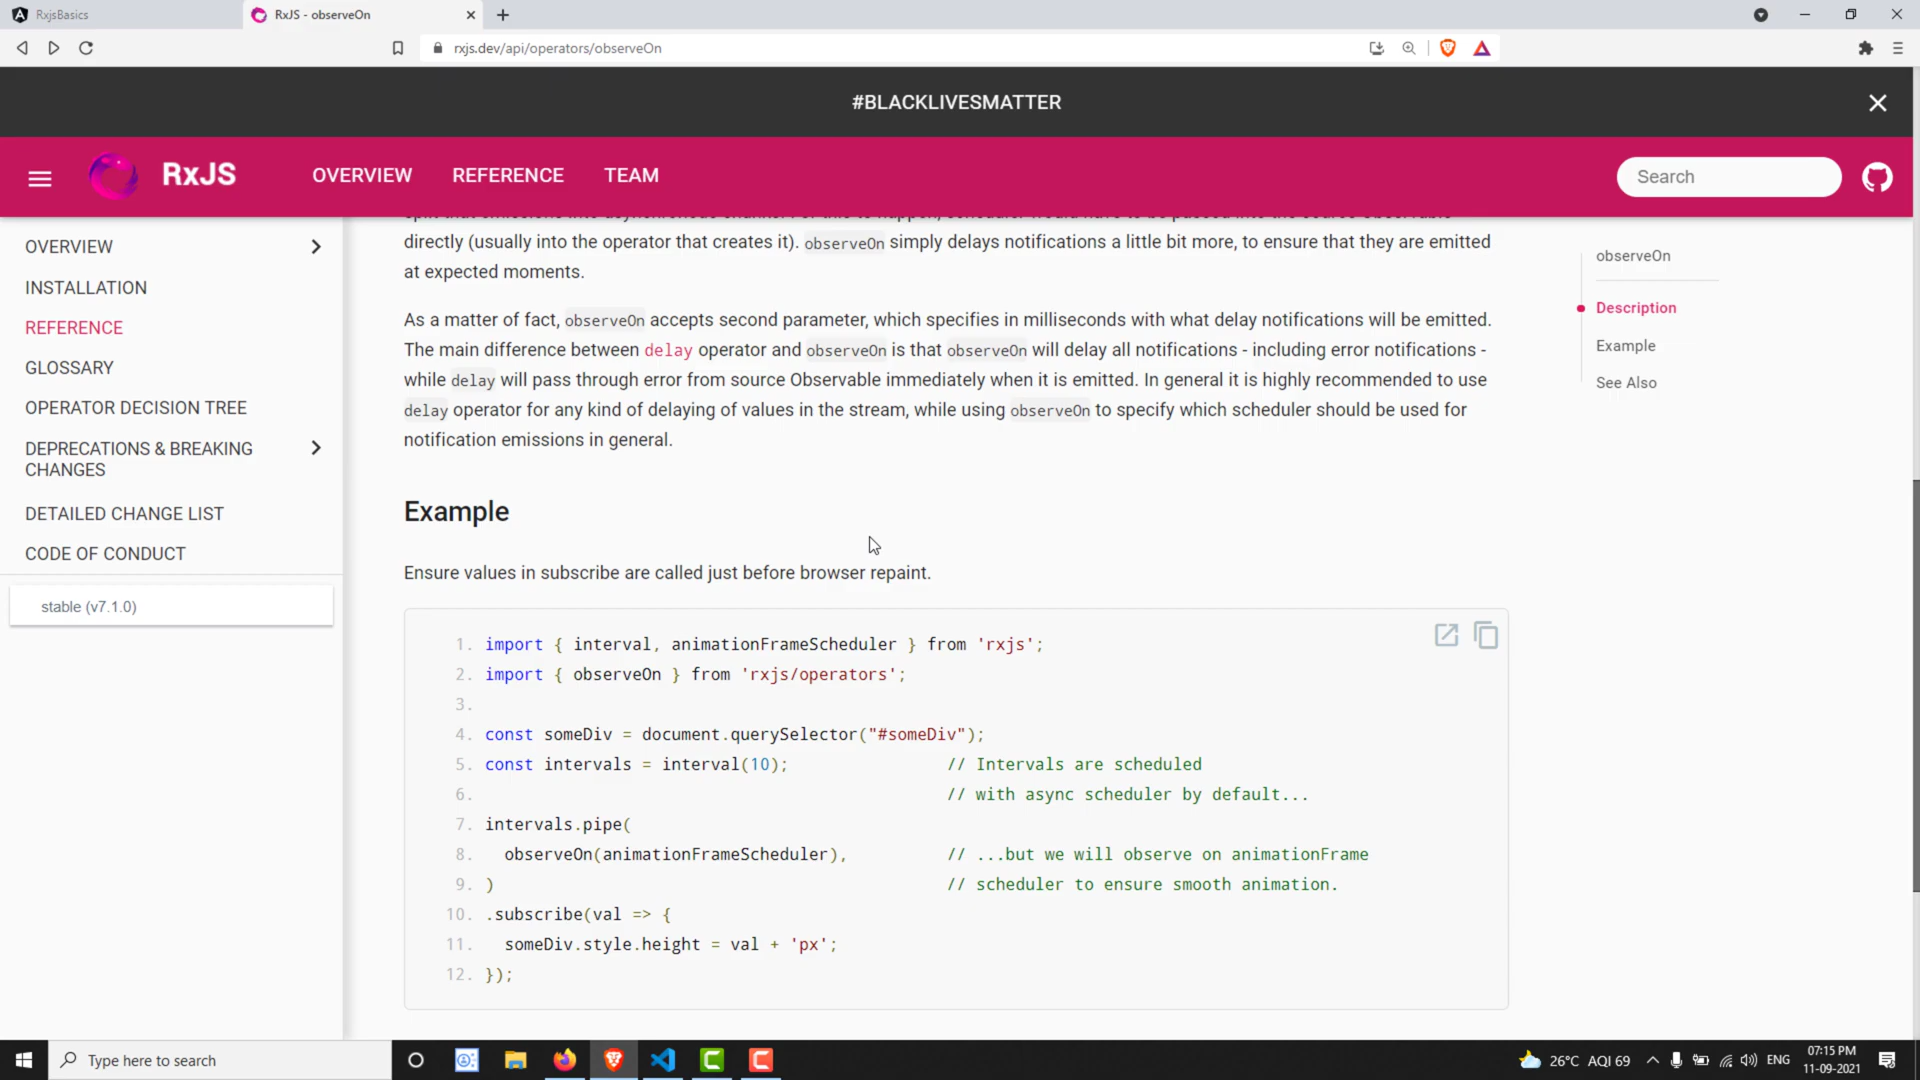 RxjsBasics
RxJS - observeOn
rxjs.dev/api/operators/observeOn
#BLACKLIVESMATTER
RxJS
OVERVIEW
REFERENCE
TEAM
Search
OVERVIEW
INSTALLATION
REFERENCE
GLOSSARY
OPERATOR DECISION TREE
DEPRECATIONS & BREAKING
CHANGES
DETAILED CHANGE LIST
CODE OF CONDUCT
stable (v7.1.0)
directly (usually into the operator that creates it). observeOn simply delays notifications a little bit more, to ensure that they are emitted
at expected moments.
As a matter of fact, observeOn accepts second parameter, which specifies in milliseconds with what delay notifications will be emitted.
The main difference between delay operator and observeOn is that observeOn will delay all notifications - including error notifications -
while delay will pass through error from source Observable immediately when it is emitted. In general it is highly recommended to use
delay operator for any kind of delaying of values in the stream, while using observeOn to specify which scheduler should be used for
notification emissions in general.
Example
Ensure values in subscribe are called just before browser repaint.
1. import { interval, animationFrameScheduler } from 'rxjs';
2. import { observeOn } from 'rxjs/operators';
3.
4. const someDiv = document.querySelector("#someDiv");
5. const intervals = interval(10); // Intervals are scheduled
6. // with async scheduler by default...
7. intervals.pipe(
8. observeOn(animationFrameScheduler), // ...but we will observe on animationFrame
9. ) // scheduler to ensure smooth animation.
10. .subscribe(val => {
11. someDiv.style.height = val + 'px';
12. });
observeOn
Description
Example
See Also
Type here to search
26°C AQI 69
ENG
07:15 PM
11-09-2021